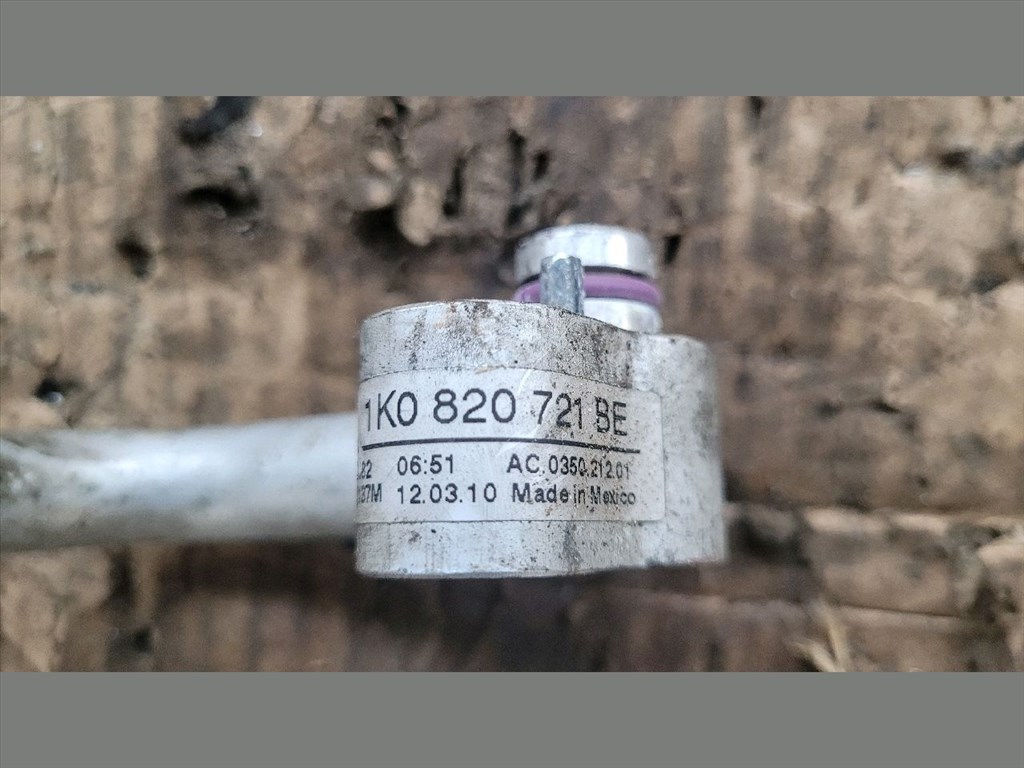 1K0 820 721 BE
06:51 AC.0350.212.01
12.03.10 Made in Mexico